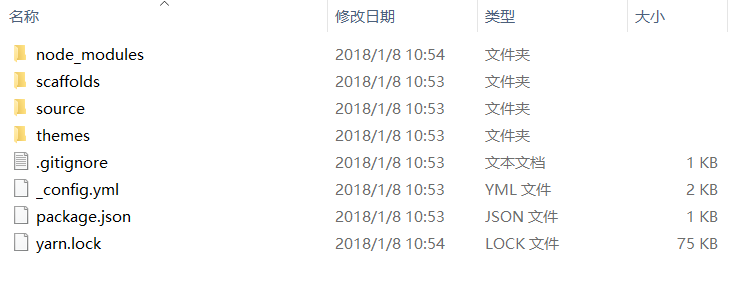 名称 修改日期 类型 大小
node_modules 2018/1/8 10:54 文件夹
scaffolds 2018/1/8 10:53 文件夹
source 2018/1/8 10:53 文件夹
themes 2018/1/8 10:53 文件夹
.gitignore 2018/1/8 10:53 文本文档 1 KB
_config.yml 2018/1/8 10:53 YML 文件 2 KB
package.json 2018/1/8 10:53 JSON 文件 1 KB
yarn.lock 2018/1/8 10:54 LOCK 文件 75 KB